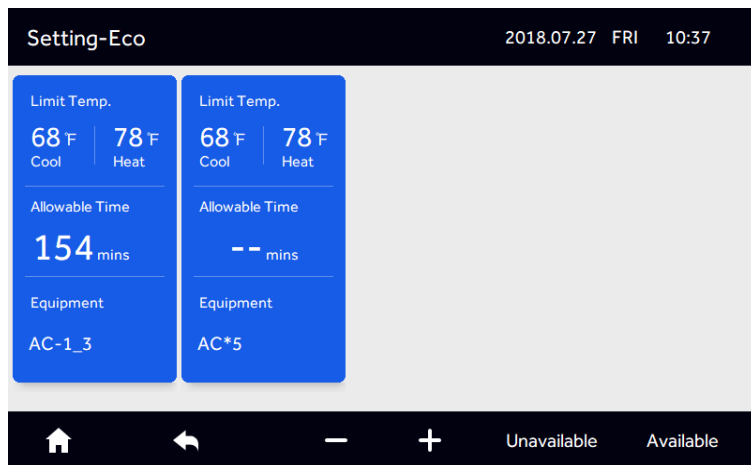 Setting-Eco 2018.07.27 FRI 10:37
Limit Temp.
68℉ 78℉
Cool Heat
Allowable Time
154 mins
Equipment
AC-1_3
Limit Temp.
68℉ 78℉
Cool Heat
Allowable Time
-- mins
Equipment
AC*5
Unavailable Available